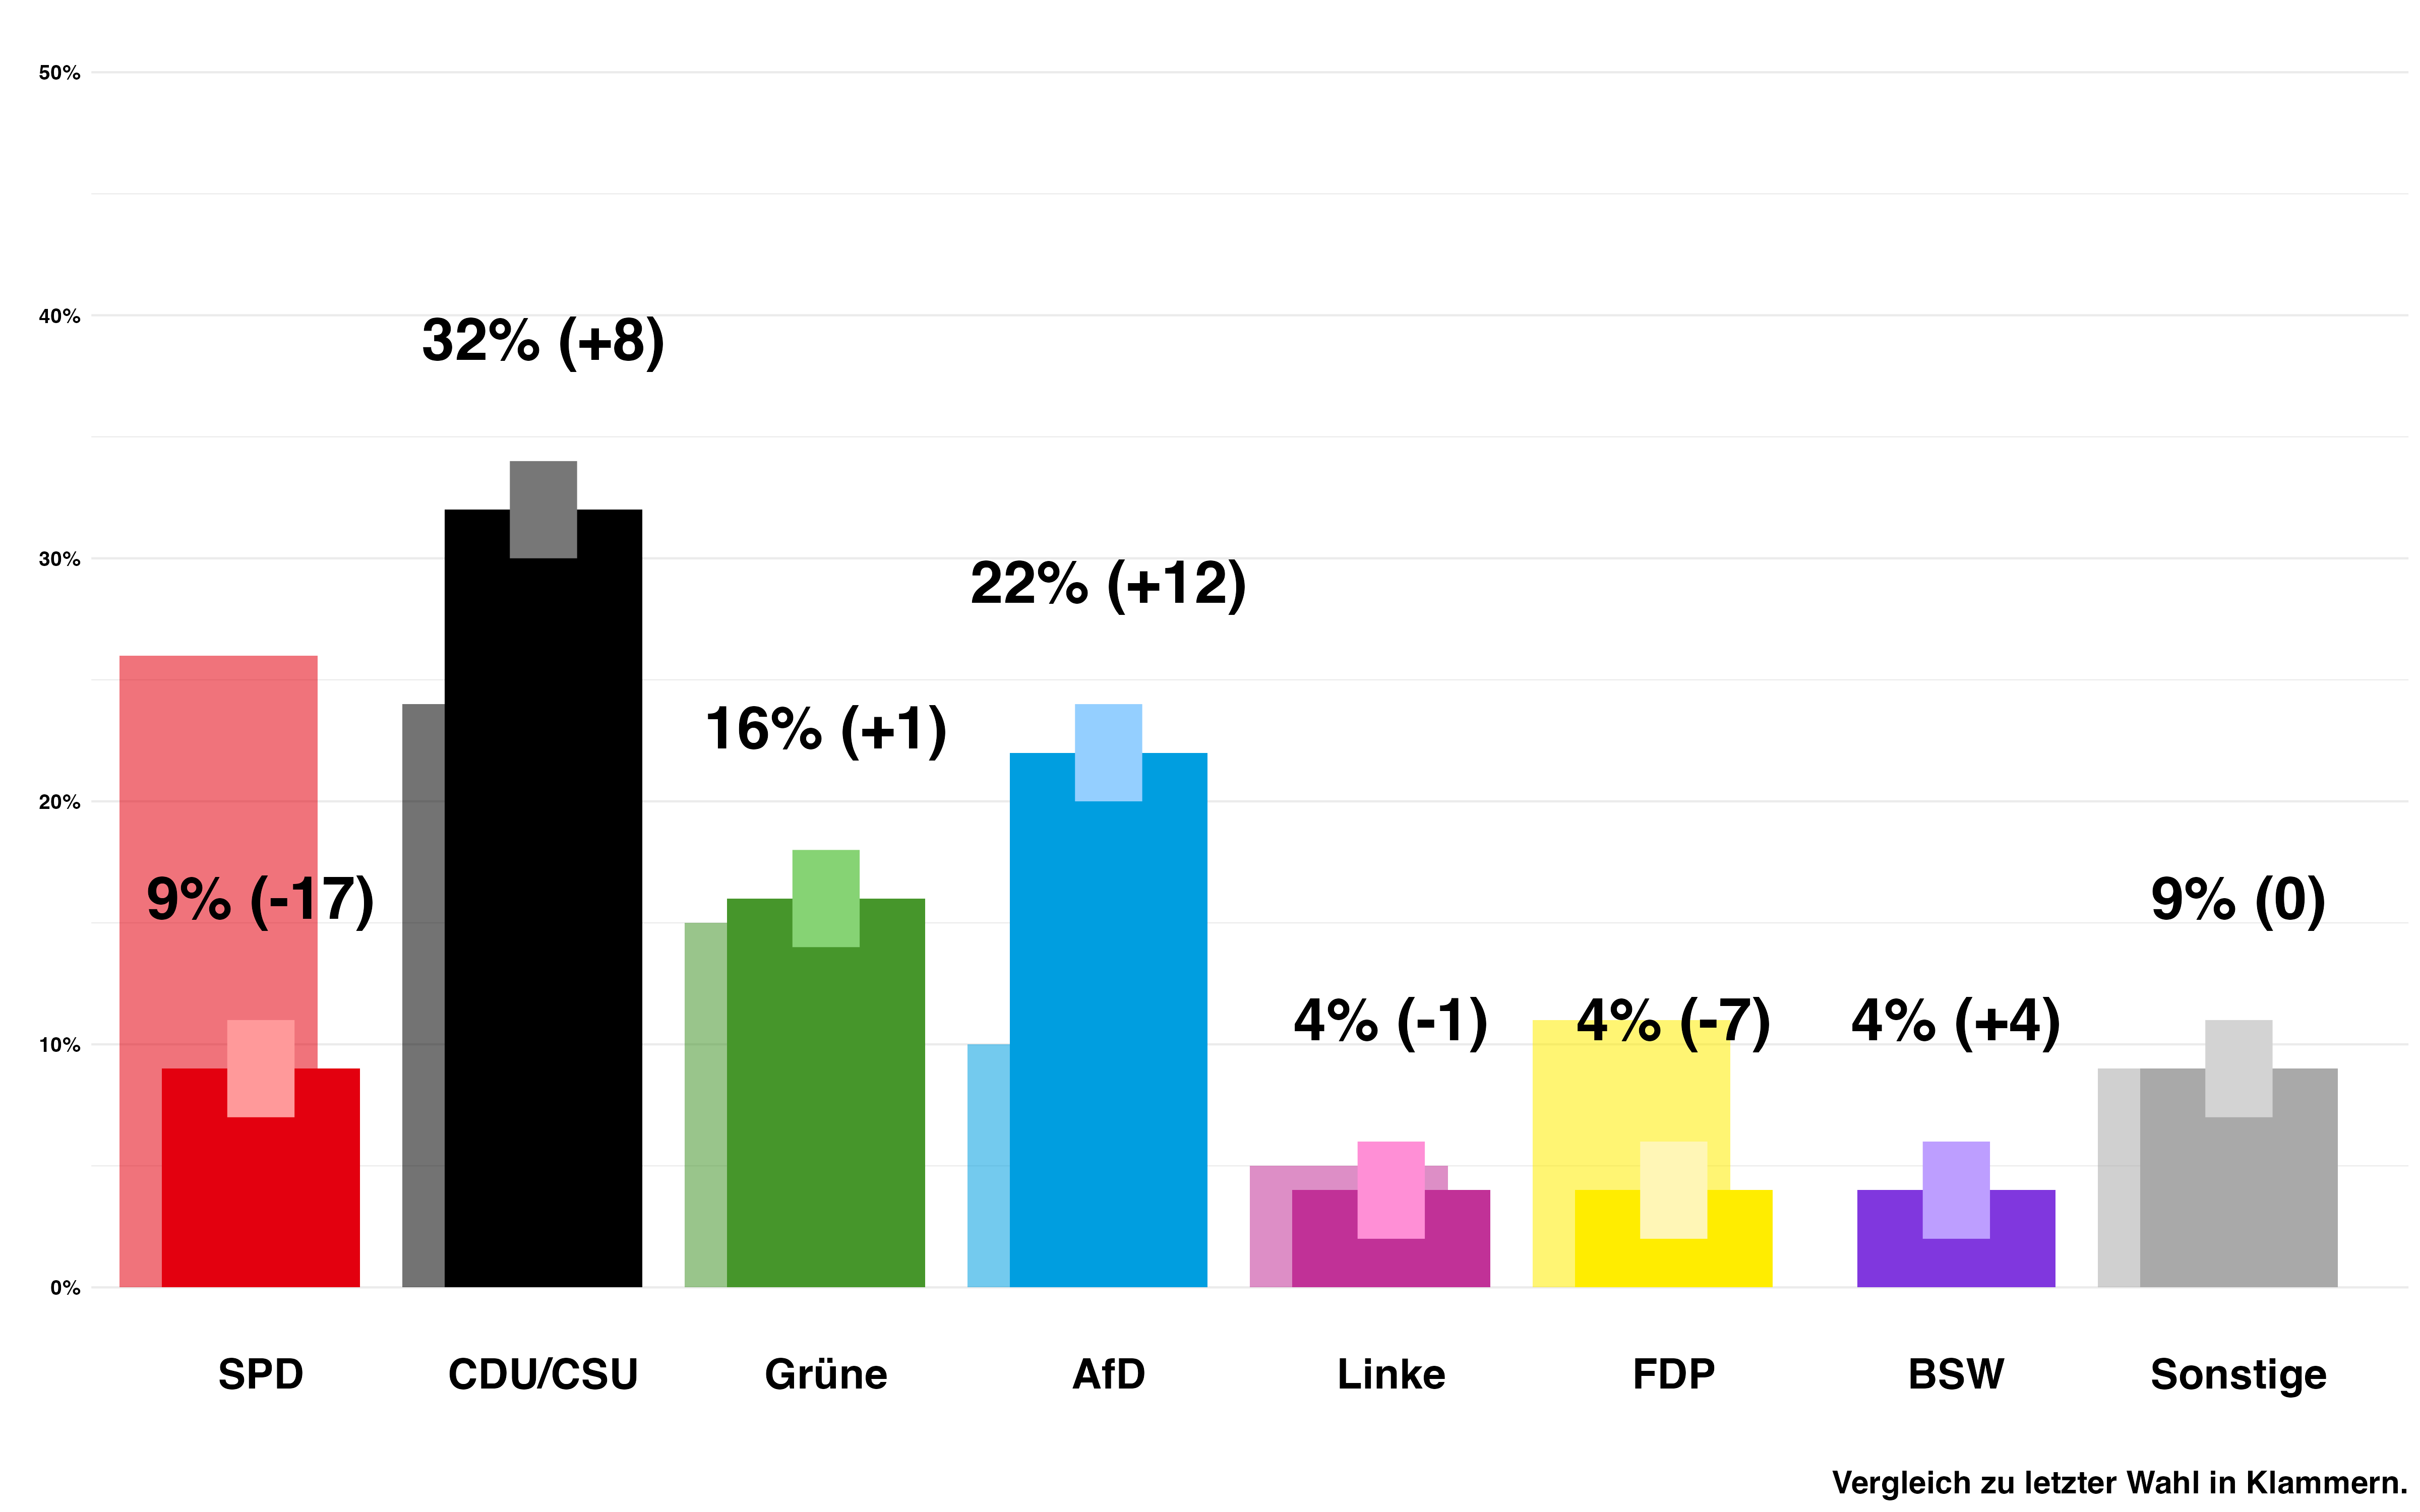 50%
40%
32% (+8)
30%
22% (+12)
16% (+1)
20%
9% (-17)
9% (0)
4% (-1)
4% (-7)
4% (+4)
10%
0%
SPD
CDU/CSU
Grüne
AfD
Linke
FDP
BSW
Sonstige
Vergleich zu letzter Wahl in Klammern.